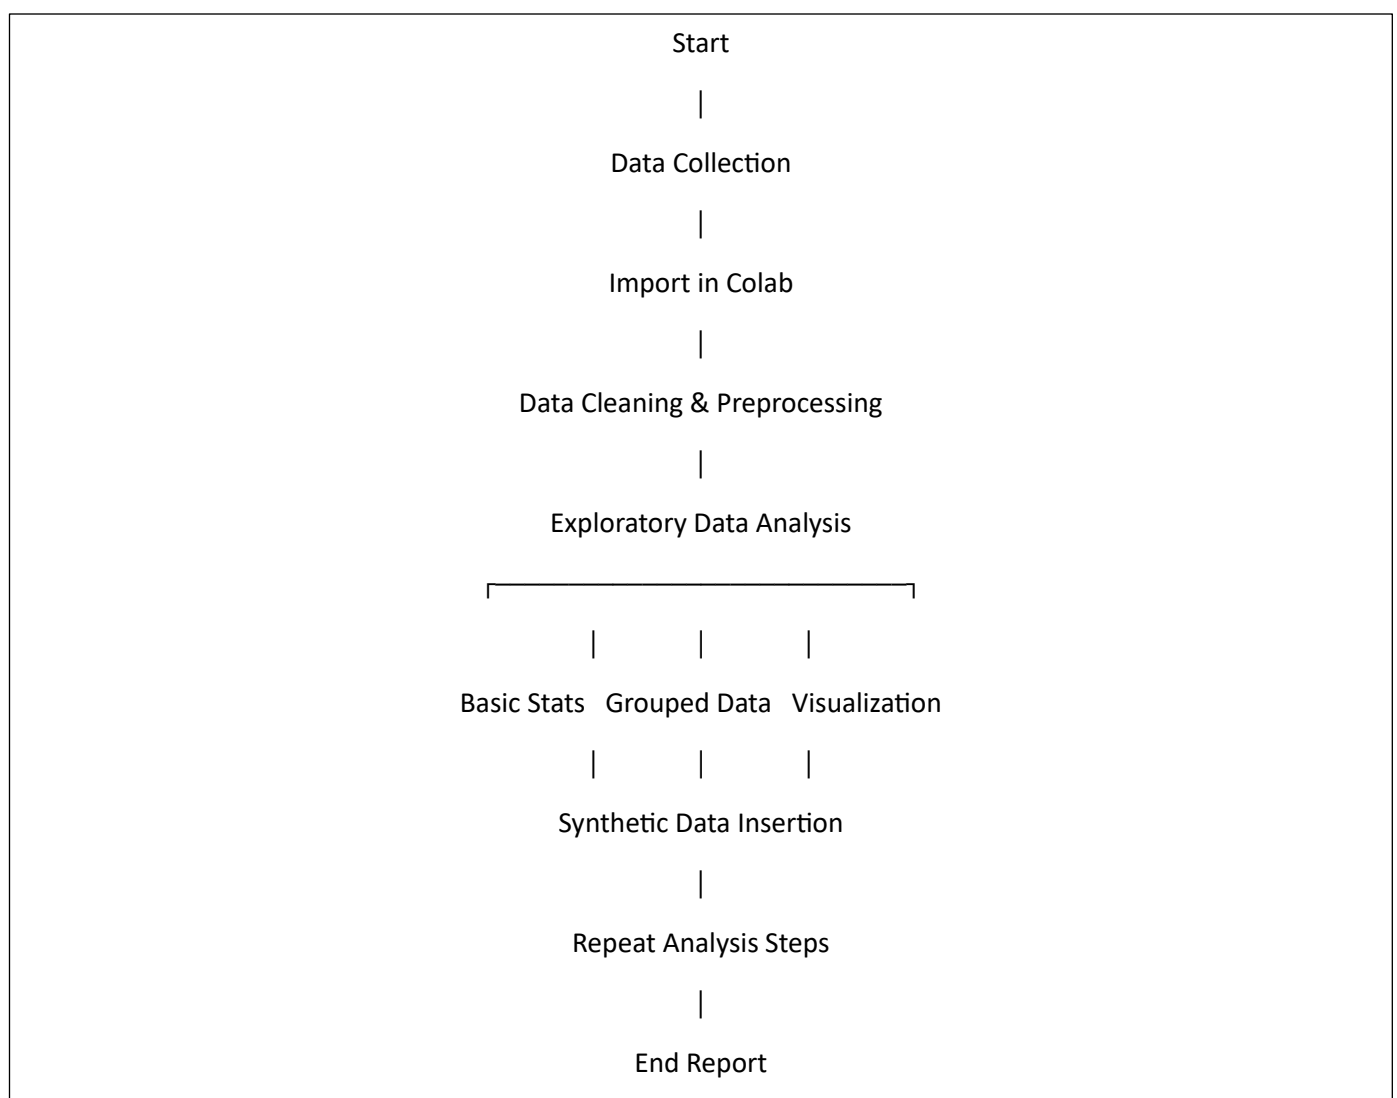 Start
|
Data Collection
|
Import in Colab
|
Data Cleaning & Preprocessing
|
Exploratory Data Analysis
┌─────────────────────────────┐
| | |
Basic Stats Grouped Data Visualization
| | |
Synthetic Data Insertion
|
Repeat Analysis Steps
|
End Report